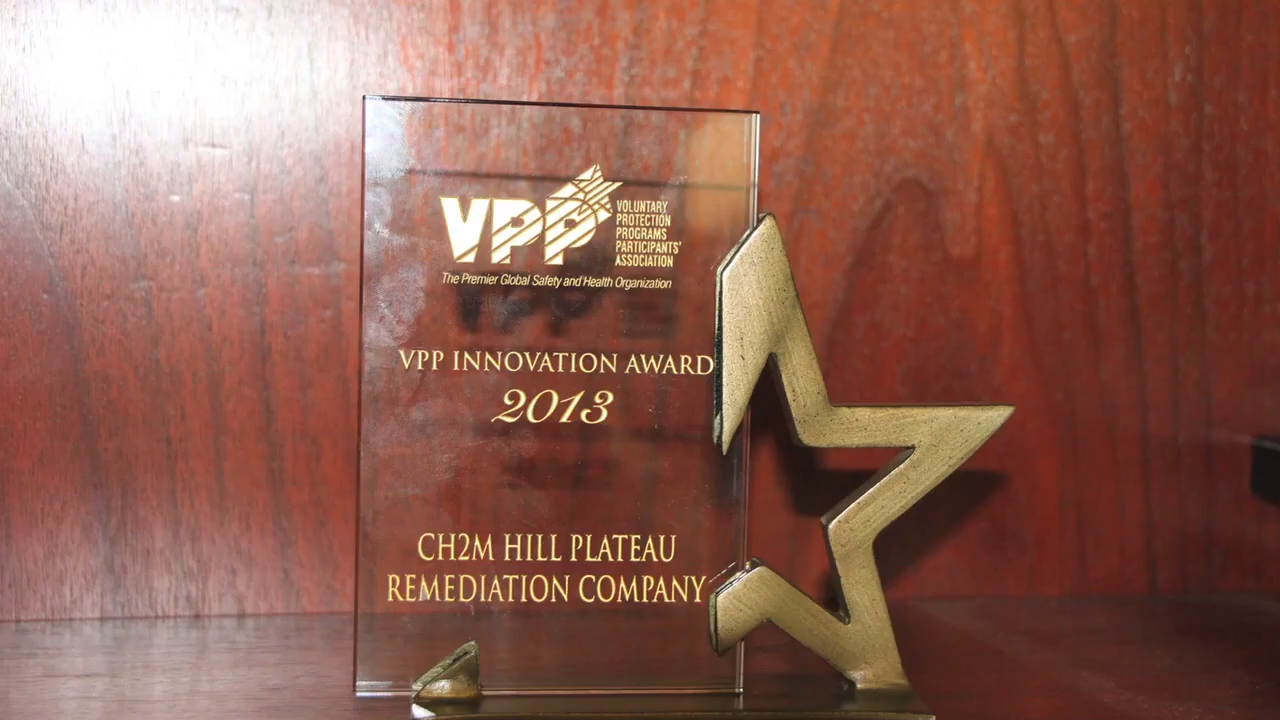 VPP
VOLUNTARY
PROTECTION
PROGRAMS
PARTICIPANTS'
ASSOCIATION
The Premier Global Safety and Health Organization
VPP INNOVATION AWARD
2013
CH2M HILL PLATEAU
REMEDIATION COMPANY